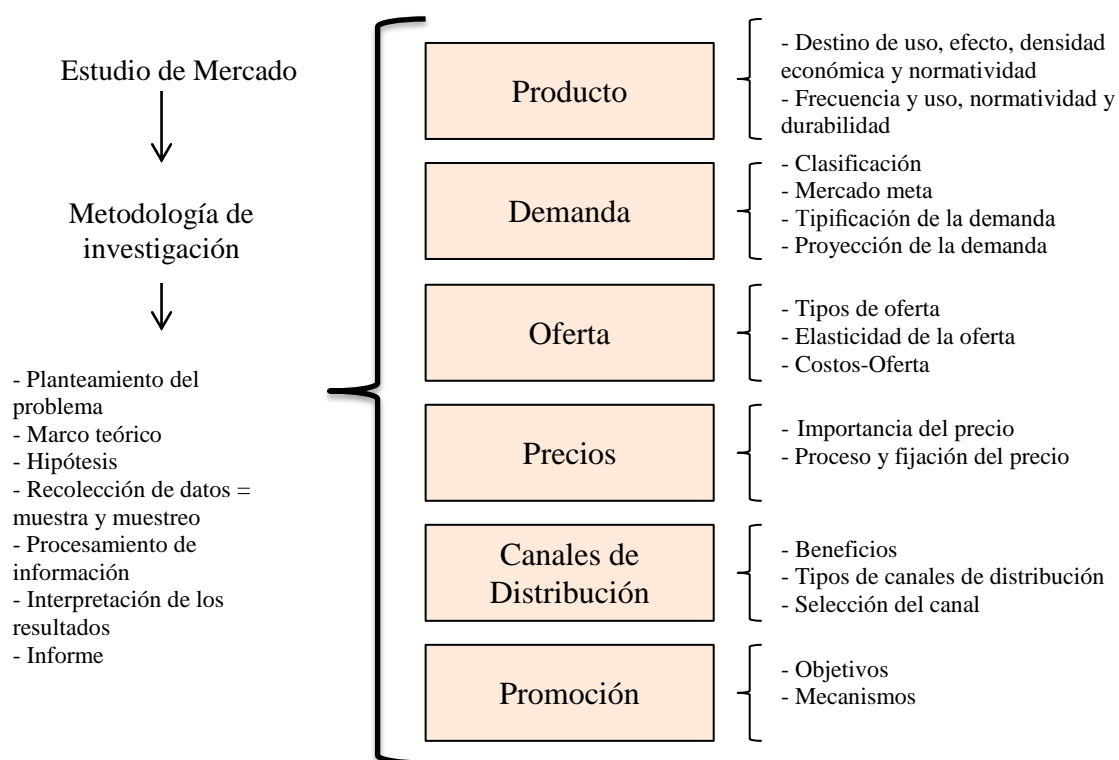 Estudio de Mercado
Metodología de
investigación
- Planteamiento del
problema
- Marco teórico
- Hipótesis
- Recolección de datos =
muestra y muestreo
- Procesamiento de
información
- Interpretación de los
resultados
- Informe
Producto
- Destino de uso, efecto, densidad
económica y normatividad
- Frecuencia y uso, normatividad y
durabilidad
Demanda
- Clasificación
- Mercado meta
- Tipificación de la demanda
- Proyección de la demanda
Oferta
- Tipos de oferta
- Elasticidad de la oferta
- Costos-Oferta
Precios
- Importancia del precio
- Proceso y fijación del precio
Canales de
Distribución
- Beneficios
- Tipos de canales de distribución
- Selección del canal
Promoción
- Objetivos
- Mecanismos